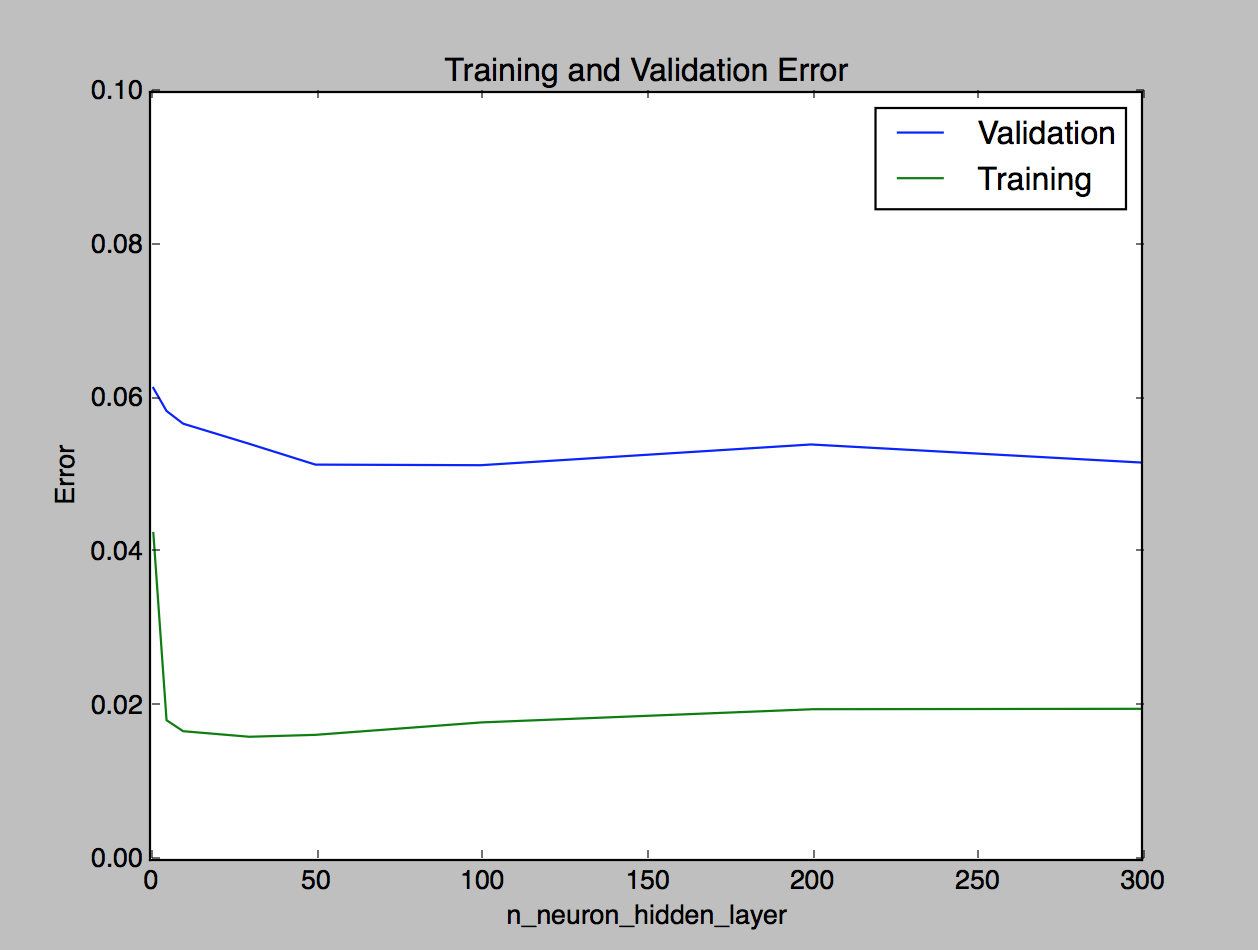 Training and Validation Error
0.10
0.08
0.06
0.04
0.02
0.00
Error
Validation
Training
0 50 100 150 200 250 300
n_neuron_hidden_layer